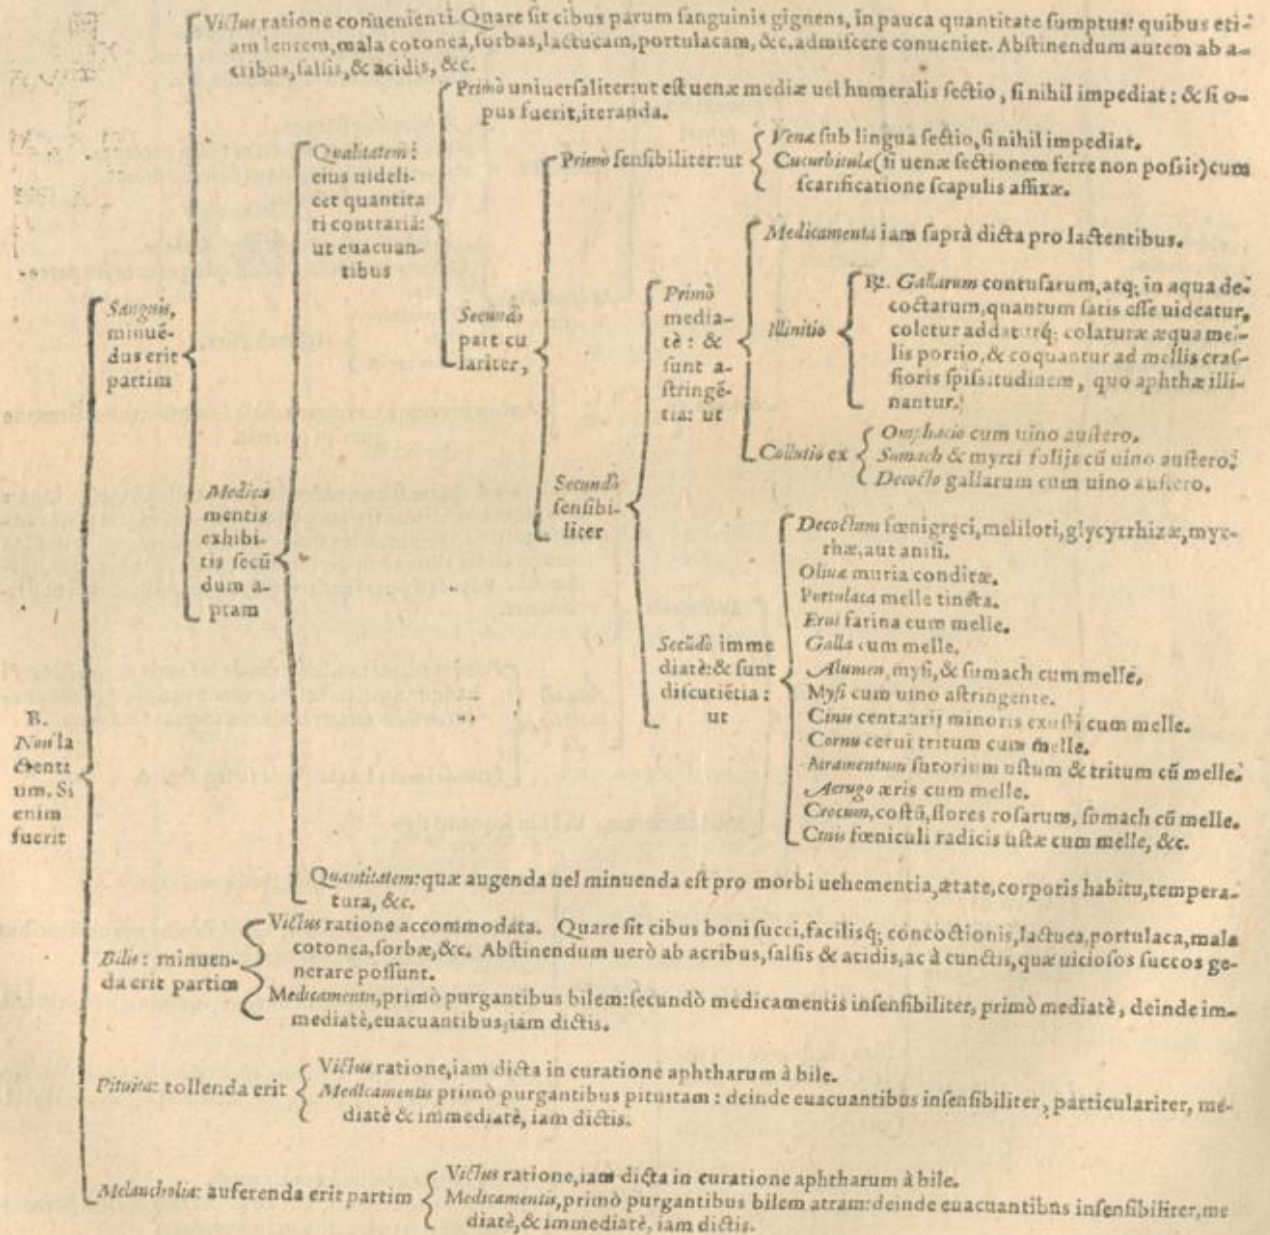 Victus ratione conuenienti. Quare sit cibus parum sanguinis gignens, in pauca quantitate sumptus: quibus eti-
am lentem, mala cotonea, sorbas, lactucam, portulacam, &c. admiscere conueniet. Abstinendum autem ab a-
cribus, salsis, & acidis, &c.
Primò uniuersaliter: ut est uenæ mediæ uel humeralis sectio, si nihil impediat: & si o-
pus fuerit, iteranda.
Qualitatem:
eius uideli-
cet quantita
ti contrariã:
ut euacuan-
tibus
Primò sensibiliter: ut
Venæ sub lingua sectio, si nihil impediat.
Cucurbitulæ (si uenæ sectionem ferre non possit) cum
scarificatione scapulis affixæ.
Sanguis,
minuẽ-
dus erit
partim
Secundò
particu
lariter,
Primò
media-
tè: &
sunt a-
stringẽ-
tia: ut
Medicamenta iam suprà dicta pro lactentibus.
Illinitio
℞. Gallarum contusarum, atq; in aqua de-
coctarum, quantum satis esse uideatur,
coletur addaturq; colaturæ æqua mel-
lis portio, & coquantur ad mellis cras-
sioris spissitudinem, quo aphthæ illi-
nantur.
Collutio ex
Omphacio cum uino austero.
Sumach & myrti folijs cũ uino austero.
Decocto gallarum cum uino austero.
Medica
mentis
exhibi-
tis secũ
dum a-
ptam
Secundò
sensibi-
liter
Secũdò imme
diatè: & sunt
discutiẽtia:
ut
Decoctum fœnigręci, meliloti, glycyrrhizæ, myr-
rhæ, aut anisi.
Oliuæ muria conditæ.
Portulaca melle tincta.
Erui farina cum melle.
Galla cum melle.
Alumen, mysi, & sumach cum melle.
Mysi cum uino astringente.
Cinis centaurij minoris exusti cum melle.
Cornu cerui tritum cum melle.
Atramentum sutorium ustum & tritum cũ melle.
Aerugo æris cum melle.
Crocum, costũ, flores rosarum, somach cũ melle.
Cinis fœniculi radicis ustæ cum melle, &c.
B.
Non la
ctenti
um. Si
enim
fuerit
Quantitatem: quæ augenda uel minuenda est pro morbi uehementia, ætate, corporis habitu, tempera-
tura, &c.
Bilis: minuen-
da erit partim
Victus ratione accommodata. Quare sit cibus boni succi, facilisq; concoctionis, lactuca, portulaca, mala
cotonea, sorbæ, &c. Abstinendum uerò ab acribus, salsis & acidis, ac à cunctis, quæ uiciosos succos ge-
nerare possunt.
Medicamentis, primò purgantibus bilem: secundò medicamentis insensibiliter, primò mediatè, deinde im-
mediatè, euacuantibus, iam dictis.
Pituita: tollenda erit
Victus ratione, iam dicta in curatione aphtharum à bile.
Medicamentis primò purgantibus pituitam: deinde euacuantibus insensibiliter, particulariter, me-
diatè & immediatè, iam dictis.
Melancholia: auferenda erit partim
Victus ratione, iam dicta in curatione aphtharum à bile.
Medicamentis, primò purgantibus bilem atram: deinde euacuantibus insensibiliter, me
diatè, & immediatè, iam dictis.